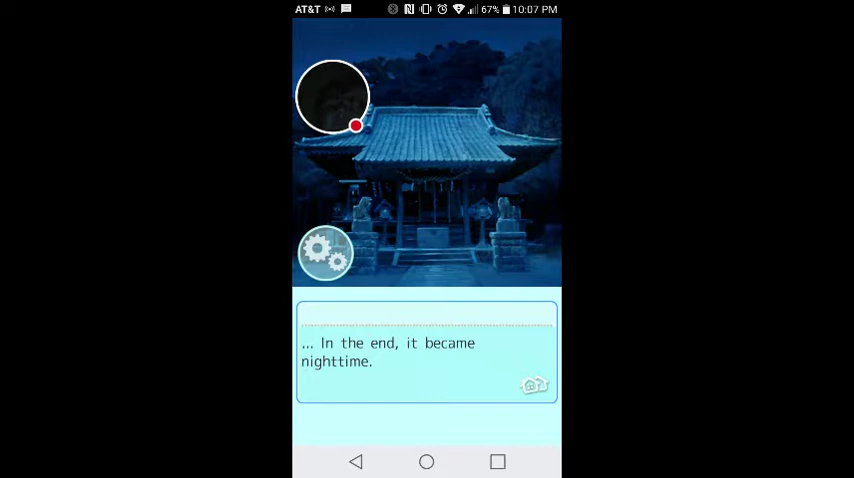 AT&T 67% 10:07 PM
... In the end, it became
nighttime.